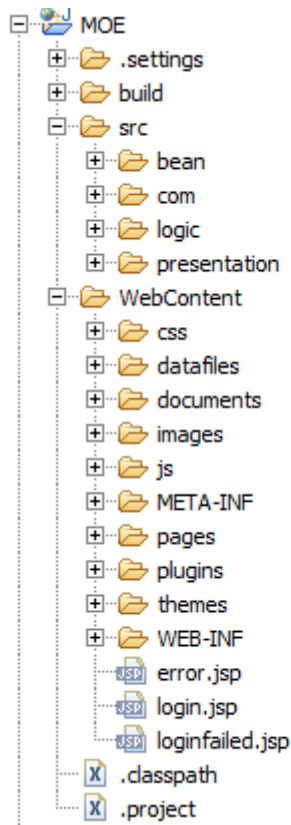 MOE
.settings
build
src
bean
com
logic
presentation
WebContent
css
datafiles
documents
images
js
META-INF
pages
plugins
themes
WEB-INF
error.jsp
login.jsp
loginfailed.jsp
.classpath
.project